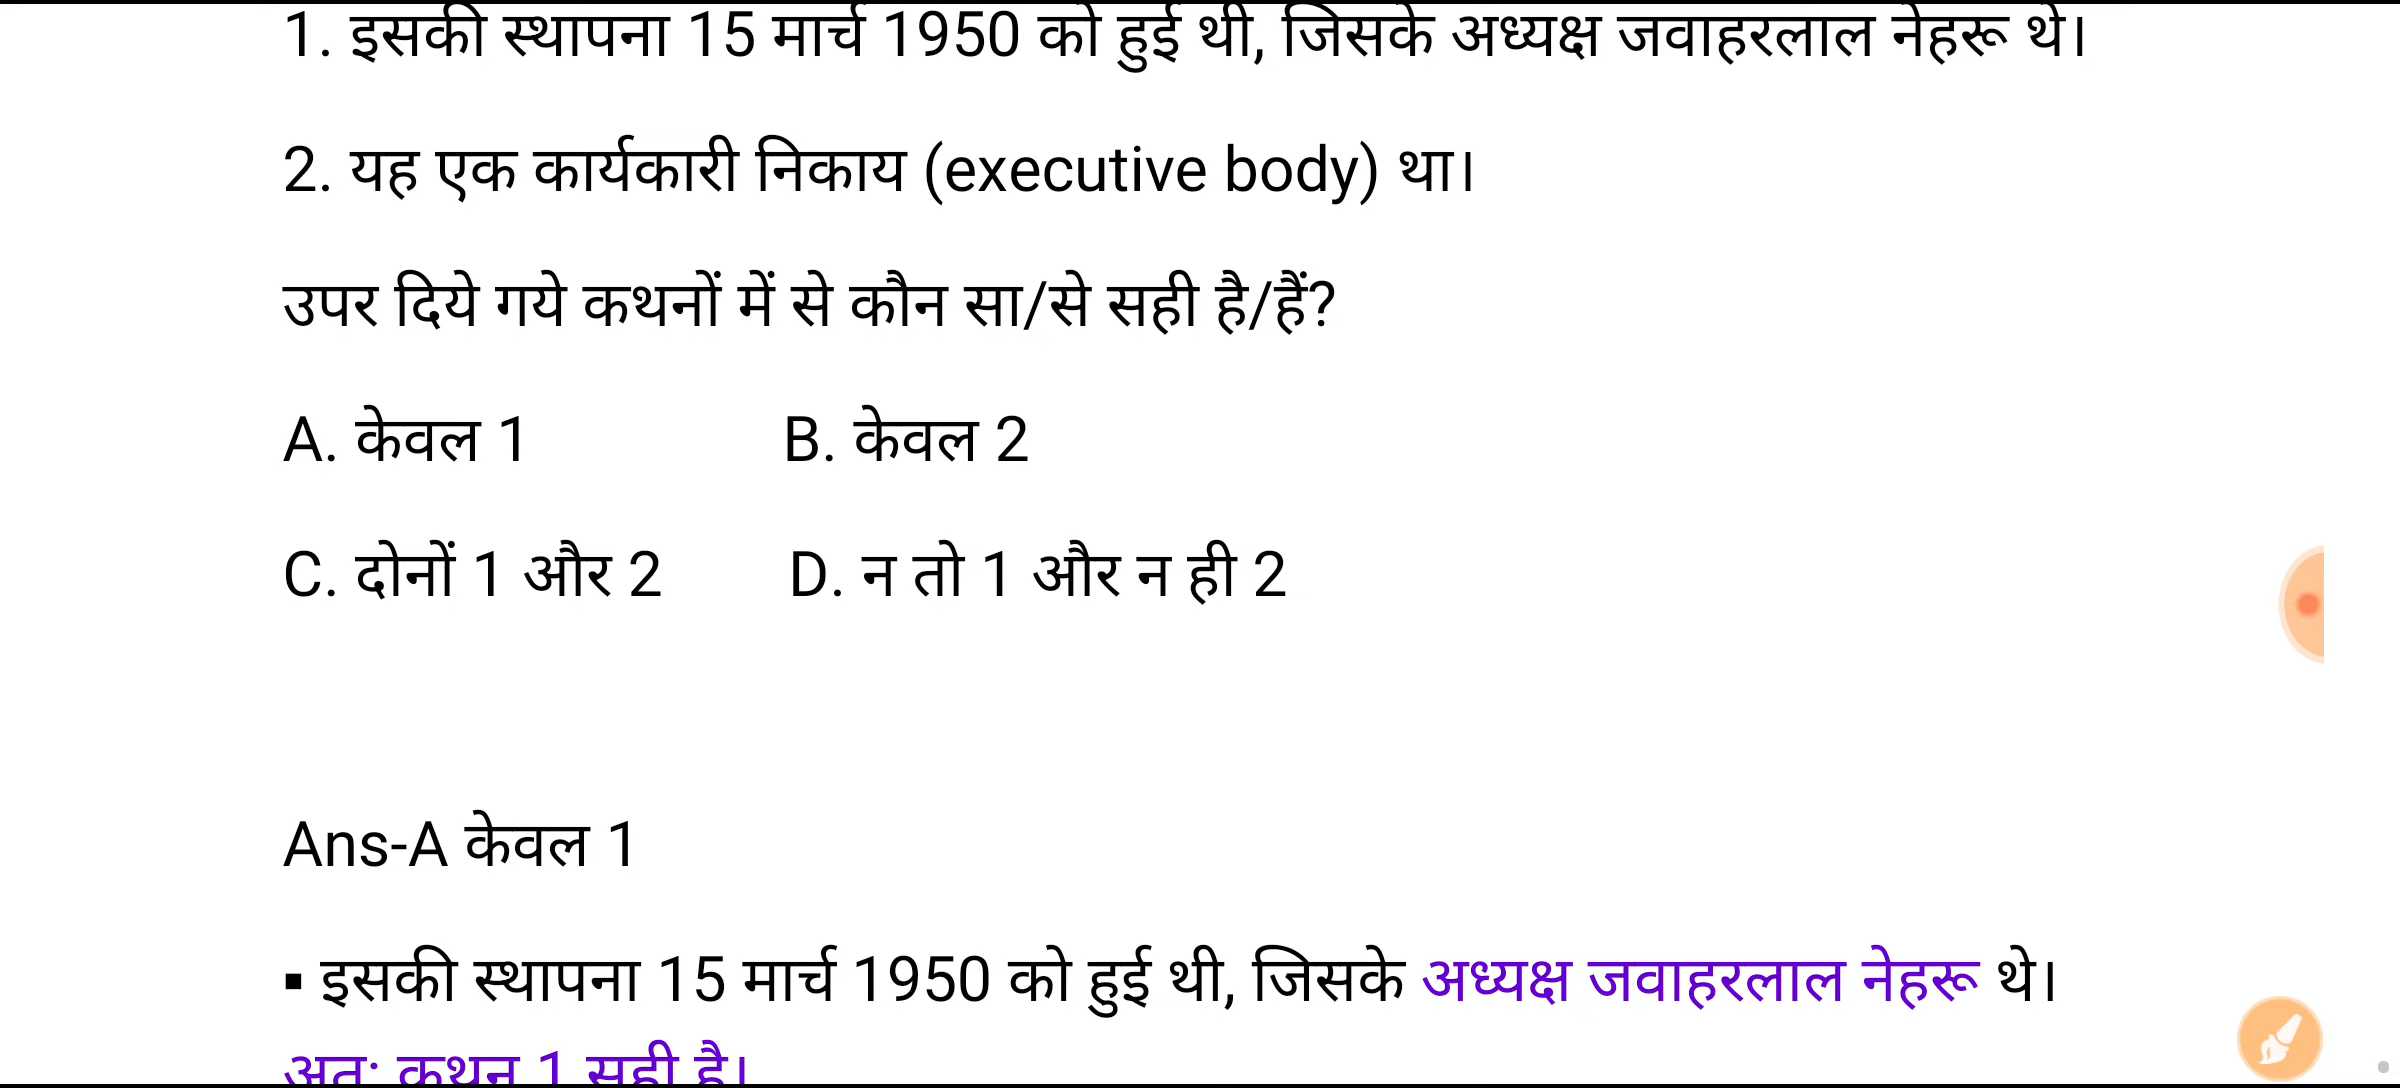 1. इसकी स्थापना 15 मार्च 1950 को हुई थी, जिसके अध्यक्ष जवाहरलाल नेहरू थे।
2. यह एक कार्यकारी निकाय (executive body) था।
उपर दिये गये कथनों में से कौन सा/से सही है/हैं?
A. केवल 1 B. केवल 2
C. दोनों 1 और 2 D. न तो 1 और न ही 2
Ans-A केवल 1
▪ इसकी स्थापना 15 मार्च 1950 को हुई थी, जिसके अध्यक्ष जवाहरलाल नेहरू थे।
अतः कथन 1 सही है।